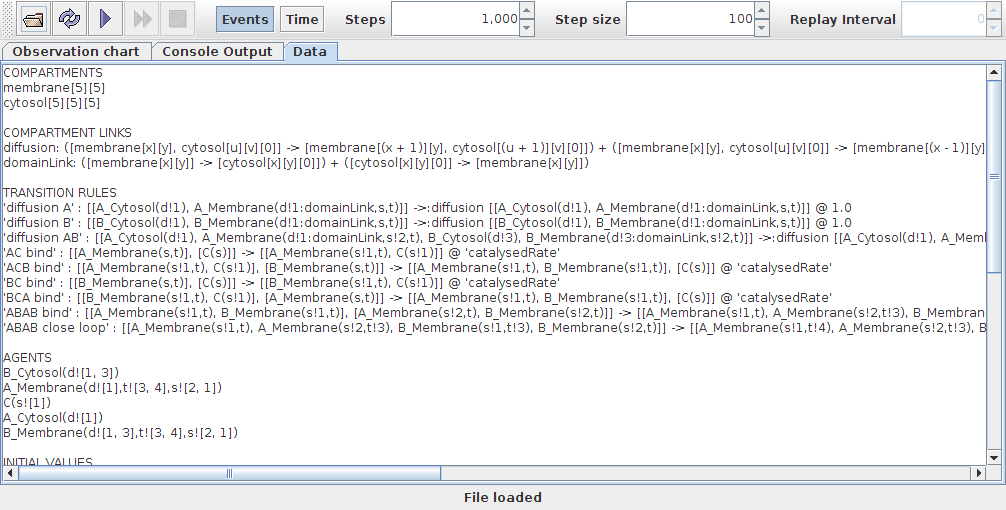 Events Time Steps 1,000 Step size 100 Replay Interval 0
Observation chart Console Output Data
COMPARTMENTS
membrane[5][5]
cytosol[5][5][5]
COMPARTMENT LINKS
diffusion: ([membrane[x][y], cytosol[u][v][0]] -> [membrane[(x + 1)][y], cytosol[(u + 1)][v][0]]) + ([membrane[x][y], cytosol[u][v][0]] -> [membrane[(x - 1)][y]
domainLink: ([membrane[x][y]] -> [cytosol[x][y][0]]) + ([cytosol[x][y][0]] -> [membrane[x][y]])
TRANSITION RULES
'diffusion A' : [[A_Cytosol(d!1), A_Membrane(d!1:domainLink,s,t)]] ->:diffusion [[A_Cytosol(d!1), A_Membrane(d!1:domainLink,s,t)]] @ 1.0
'diffusion B' : [[B_Cytosol(d!1), B_Membrane(d!1:domainLink,s,t)]] ->:diffusion [[B_Cytosol(d!1), B_Membrane(d!1:domainLink,s,t)]] @ 1.0
'diffusion AB' : [[A_Cytosol(d!1), A_Membrane(d!1:domainLink,s!2,t), B_Cytosol(d!3), B_Membrane(d!3:domainLink,s!2,t)]] ->:diffusion [[A_Cytosol(d!1), A_Mem
'AC bind' : [[A_Membrane(s,t)], [C(s)]] -> [[A_Membrane(s!1,t), C(s!1)]] @ 'catalysedRate'
'ACB bind' : [[A_Membrane(s!1,t), C(s!1)], [B_Membrane(s,t)]] -> [[A_Membrane(s!1,t), B_Membrane(s!1,t)], [C(s)]] @ 'catalysedRate'
'BC bind' : [[B_Membrane(s,t)], [C(s)]] -> [[B_Membrane(s!1,t), C(s!1)]] @ 'catalysedRate'
'BCA bind' : [[B_Membrane(s!1,t), C(s!1)], [A_Membrane(s,t)]] -> [[A_Membrane(s!1,t), B_Membrane(s!1,t)], [C(s)]] @ 'catalysedRate'
'ABAB bind' : [[A_Membrane(s!1,t), B_Membrane(s!1,t)], [A_Membrane(s!2,t), B_Membrane(s!2,t)]] -> [[A_Membrane(s!1,t), A_Membrane(s!2,t!3), B_Membran
'ABAB close loop' : [[A_Membrane(s!1,t), A_Membrane(s!2,t!3), B_Membrane(s!1,t!3), B_Membrane(s!2,t)]] -> [[A_Membrane(s!1,t!4), A_Membrane(s!2,t!3), B
AGENTS
B_Cytosol(d![1, 3])
A_Membrane(d![1],t![3, 4],s![2, 1])
C(s![1])
A_Cytosol(d![1])
B_Membrane(d![1, 3],t![3, 4],s![2, 1])
INITIAL VALUES
File loaded